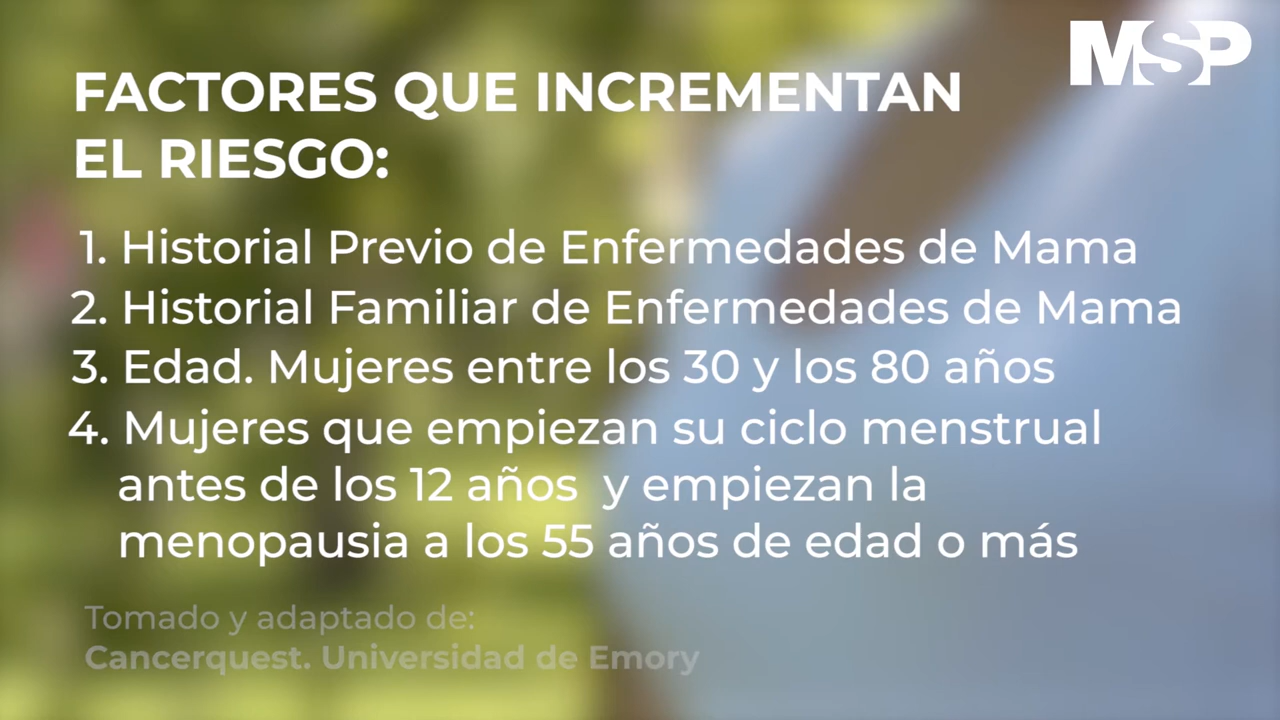 MSP
FACTORES QUE INCREMENTAN
EL RIESGO:
1. Historial Previo de Enfermedades de Mama
2. Historial Familiar de Enfermedades de Mama
3. Edad. Mujeres entre los 30 y los 80 años
4. Mujeres que empiezan su ciclo menstrual
antes de los 12 años y empiezan la
menopausia a los 55 años de edad o más
Tomado y adaptado de:
Cancerquest. Universidad de Emory